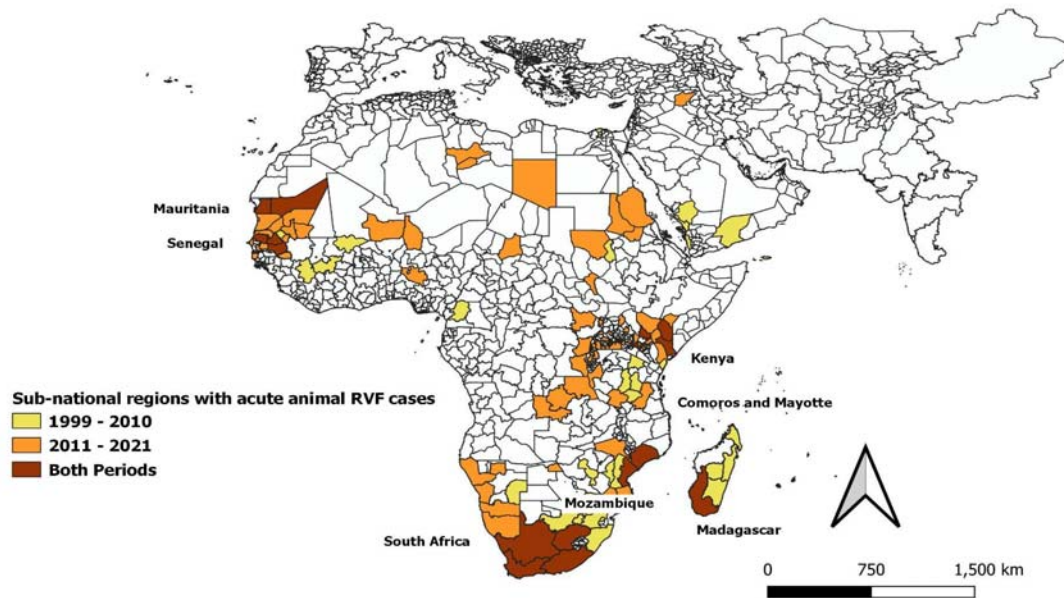 Mauritania
Senegal
Kenya
Sub-national regions with acute animal RVF cases
1999 - 2010
2011 - 2021
Both Periods
Comoros and Mayotte
Mozambique
Madagascar
South Africa
0 750 1,500 km